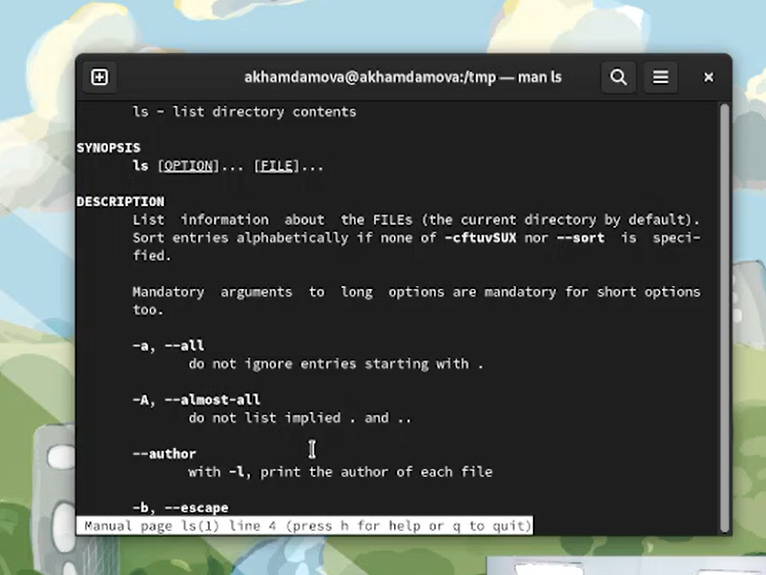 akhamdamova@akhamdamova:/tmp — man ls
ls - list directory contents
SYNOPSIS
ls [OPTION]... [FILE]...
DESCRIPTION
List information about the FILEs (the current directory by default).
Sort entries alphabetically if none of -cftuvSUX nor --sort is speci-
fied.
Mandatory arguments to long options are mandatory for short options
too.
-a, --all
do not ignore entries starting with .
-A, --almost-all
do not list implied . and ..
--author
with -l, print the author of each file
-b, --escape
Manual page ls(1) line 4 (press h for help or q to quit)